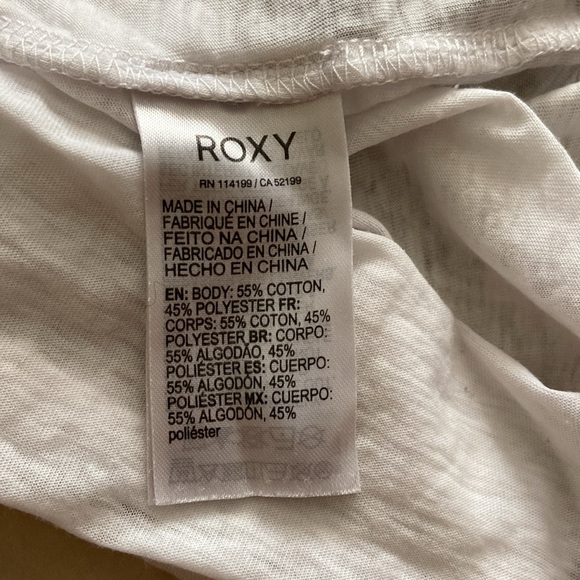 ROXY
RN 114199 / CA 52199
MADE IN CHINA /
FABRIQUÉ EN CHINE /
FEITO NA CHINA /
FABRICADO EN CHINA /
HECHO EN CHINA
EN: BODY: 55% COTTON,
45% POLYESTER FR:
CORPS: 55% COTON, 45%
POLYESTER BR: CORPO:
55% ALGODÃO, 45%
POLIÉSTER ES: CUERPO:
55% ALGODÓN, 45%
POLIÉSTER MX: CUERPO:
55% ALGODÓN, 45%
poliéster